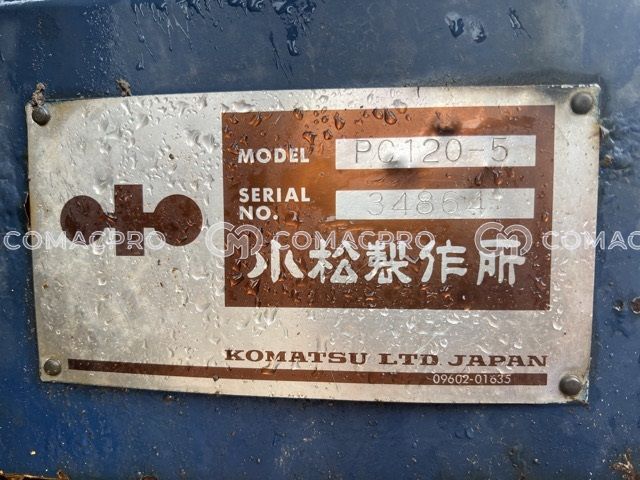 MODEL PC120-5
SERIAL
NO. 34864
小松製作所
KOMATSU LTD JAPAN
09602-01635
COMACPRO COMACPRO COMACPRO